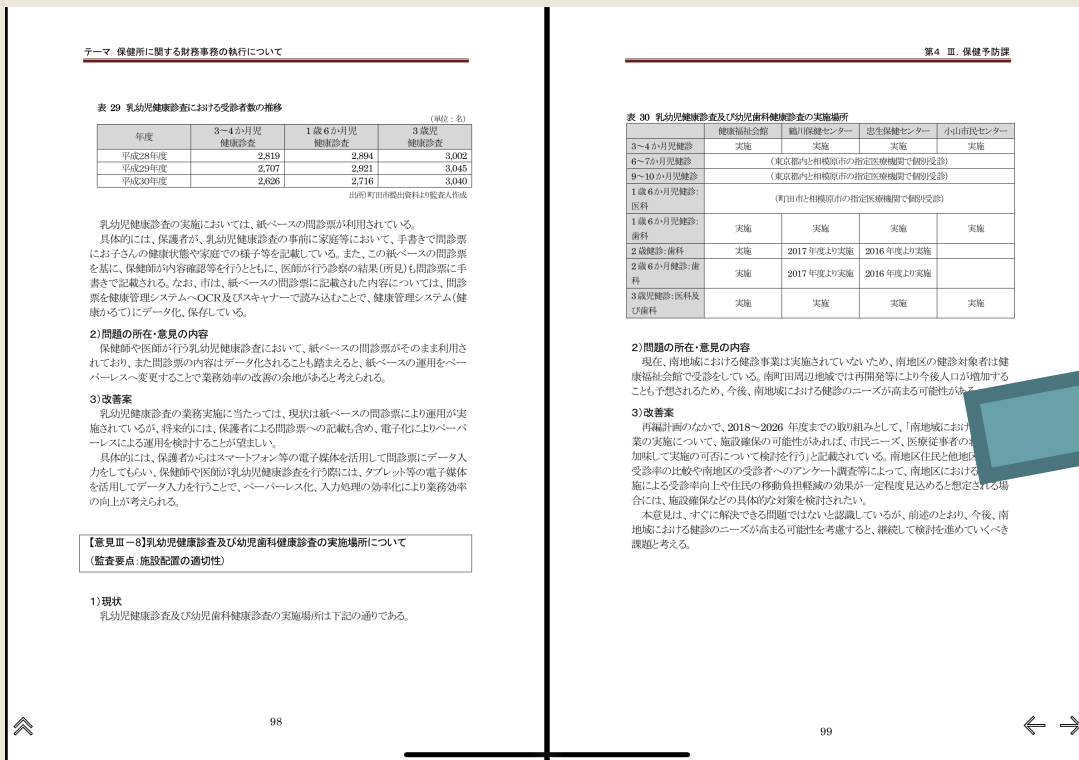 テーマ 保健所に関する財務事務の執行について
表 29 乳幼児健康診査における受診者数の推移
(単位：名)
年度 3～4か月児健康診査 1歳6か月児健康診査 3歳児健康診査
平成28年度 2,819 2,894 3,002
平成29年度 2,707 2,921 3,045
平成30年度 2,626 2,716 3,040
出所)町田市提出資料より監査人作成
乳幼児健康診査の実施においては、紙ベースの問診票が利用されている。
具体的には、保護者が、乳幼児健康診査の事前に家庭等において、手書きで問診票
にお子さんの健康状態や家庭での様子等を記載している。また、この紙ベースの問診票
を基に、保健師が内容確認等を行うとともに、医師が行う診察の結果(所見)も問診票に手
書きで記載される。なお、市は、紙ベースの問診票に記載された内容については、問診
票を健康管理システムへOCR及びスキャナーで読み込むことで、健康管理システム(健
康かるて)にデータ化、保存している。
2)問題の所在・意見の内容
保健師や医師が行う乳幼児健康診査において、紙ベースの問診票がそのまま利用さ
れており、また問診票の内容はデータ化されることも踏まえると、紙ベースの運用をペー
パーレスへ変更することで業務効率の改善の余地があると考えられる。
3)改善案
乳幼児健康診査の業務実施に当たっては、現状は紙ベースの問診票により運用が実
施されているが、将来的には、保護者による問診票への記載も含め、電子化によりペーパ
ーレスによる運用を検討することが望ましい。
具体的には、保護者からはスマートフォン等の電子媒体を活用して問診票にデータ入
力をしてもらい、保健師や医師が乳幼児健康診査を行う際には、タブレット等の電子媒体
を活用してデータ入力を行うことで、ペーパーレス化、入力処理の効率化により業務効率
の向上が考えられる。
【意見Ⅲ－8】乳幼児健康診査及び幼児歯科健康診査の実施場所について
(監査要点：施設配置の適切性)
1)現状
乳幼児健康診査及び幼児歯科健康診査の実施場所は下記の通りである。
98
第4 Ⅲ. 保健予防課
表 30 乳幼児健康診査及び幼児歯科健康診査の実施場所
健康福祉会館 鶴川保健センター 忠生保健センター 小山市民センター
3～4か月児健診 実施 実施 実施 実施
6～7か月児健診 (東京都内と相模原市の指定医療機関で個別受診)
9～10か月児健診 (東京都内と相模原市の指定医療機関で個別受診)
1歳6か月児健診：医科 (町田市と相模原市の指定医療機関で個別受診)
1歳6か月児健診：歯科 実施 実施 実施 実施
2歳健診：歯科 実施 2017年度より実施 2016年度より実施
2歳6か月健診：歯科 実施 2017年度より実施 2016年度より実施
3歳児健診：医科及び歯科 実施 実施 実施 実施
2)問題の所在・意見の内容
現在、南地域における健診事業は実施されていないため、南地区の健診対象者は健
康福祉会館で受診をしている。南町田周辺地域では再開発等により今後人口が増加する
ことも予想されるため、今後、南地域における健診のニーズが高まる可能性があ
3)改善案
再編計画のなかで、2018～2026 年度までの取り組みとして、「南地域におけ
業の実施について、施設確保の可能性があれば、市民ニーズ、医療従事者の
加味して実施の可否について検討を行う」と記載されている。南地区住民と他地区
受診率の比較や南地区の受診者へのアンケート調査等によって、南地区における
施による受診率向上や住民の移動負担軽減の効果が一定程度見込めると想定される場
合には、施設確保などの具体的な対策を検討されたい。
本意見は、すぐに解決できる問題ではないと認識しているが、前述のとおり、今後、南
地域における健診のニーズが高まる可能性を考慮すると、継続して検討を進めていくべき
課題と考える。
99